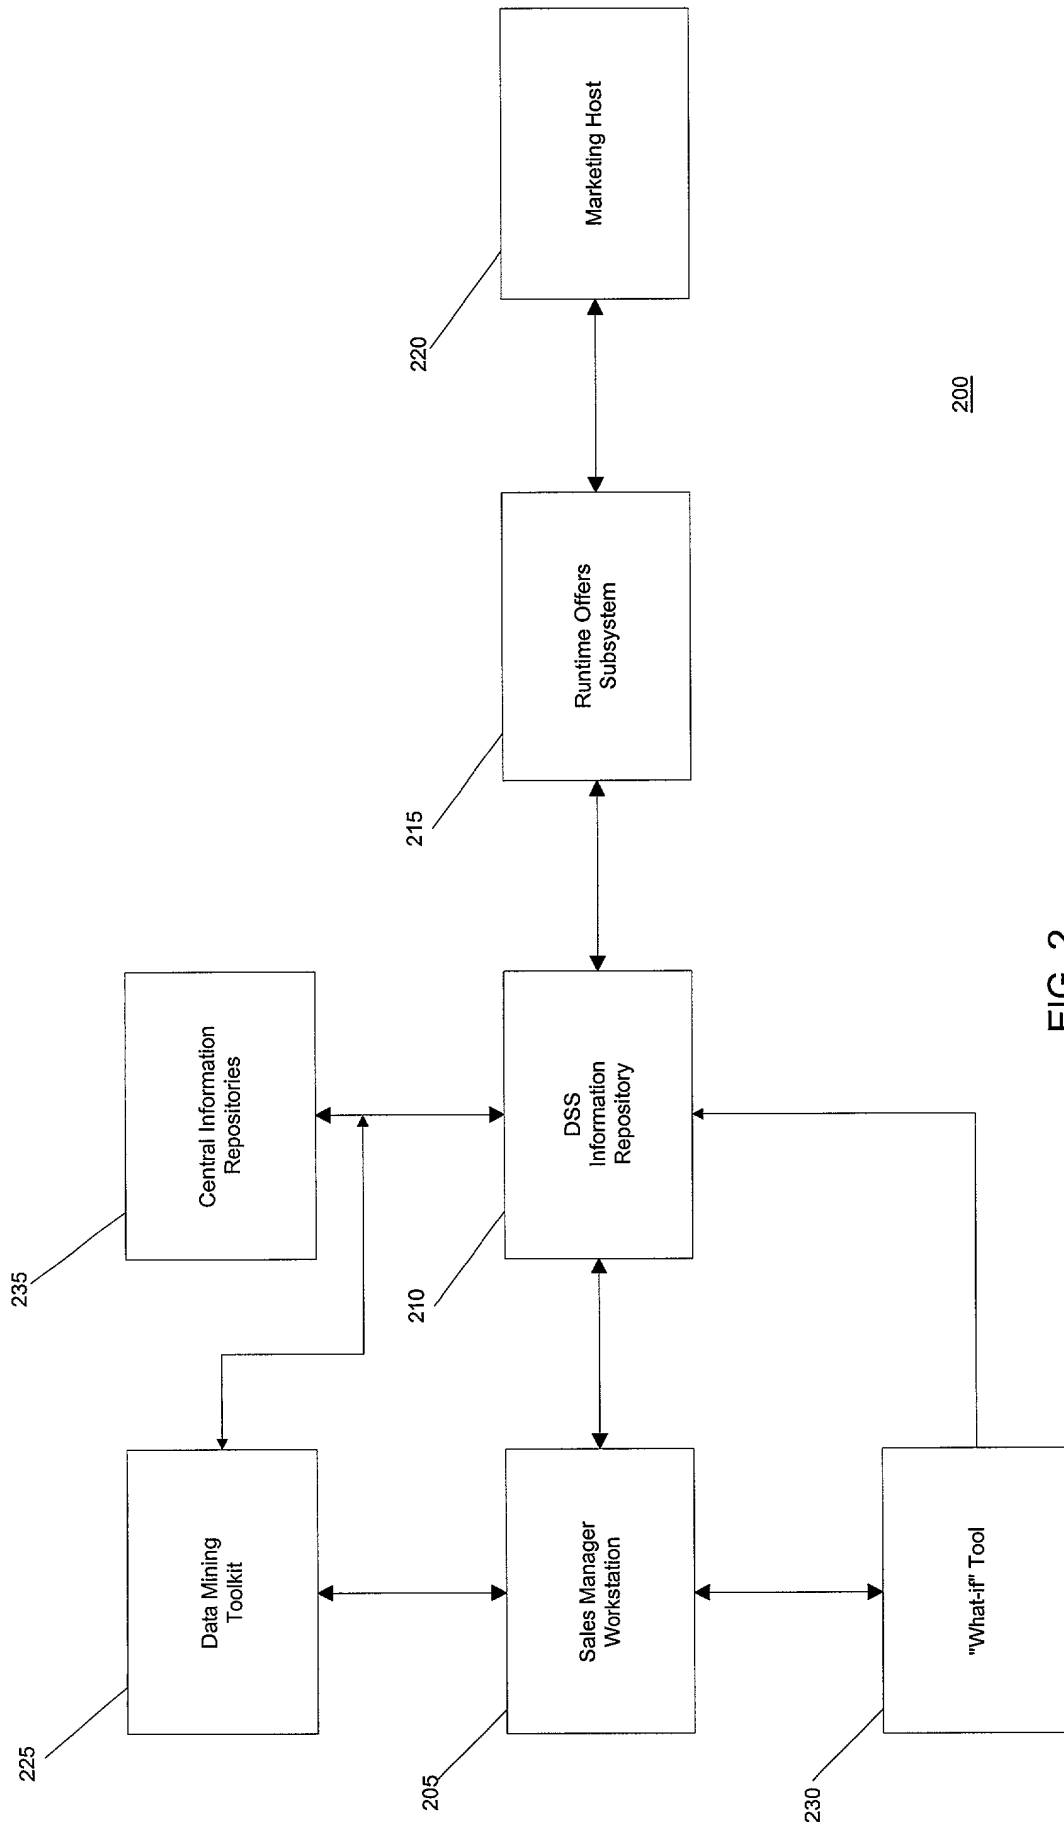 225
Data Mining
Toolkit
235
Central Information
Repositories
205
Sales Manager
Workstation
210
DSS
Information
Repository
215
Runtime Offers
Subsystem
220
Marketing Host
230
"What-if" Tool
200
FIG. 2